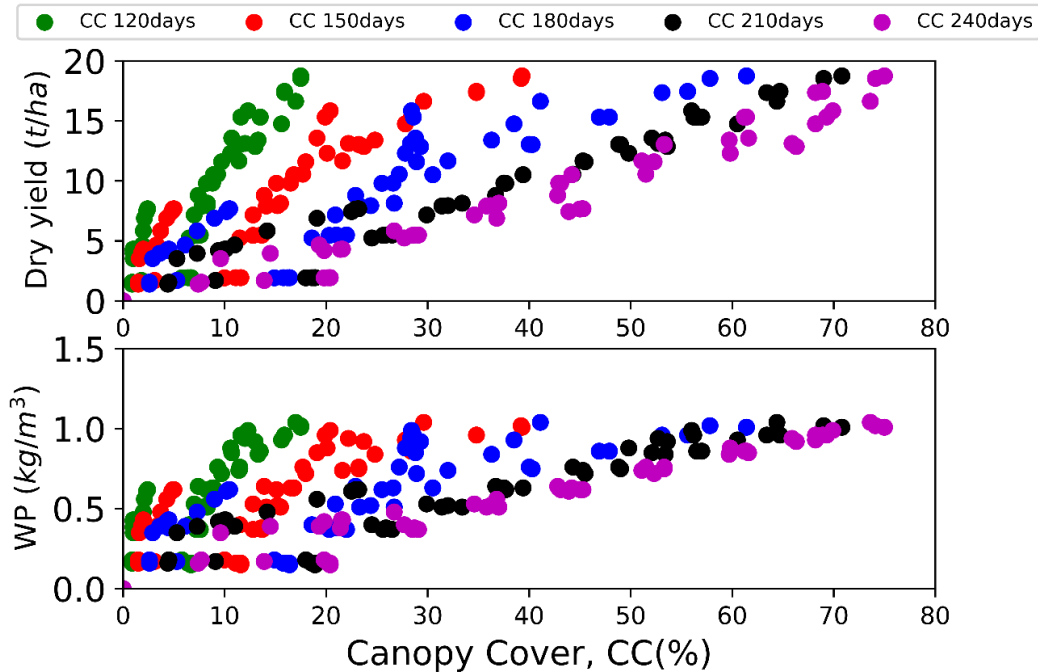 CC 120days CC 150days CC 180days CC 210days CC 240days
20
15
10
5
0
Dry yield (t/ha)
0 10 20 30 40 50 60 70 80
1.5
1.0
0.5
0.0
WP (kg/m³)
0 10 20 30 40 50 60 70 80
Canopy Cover, CC(%)